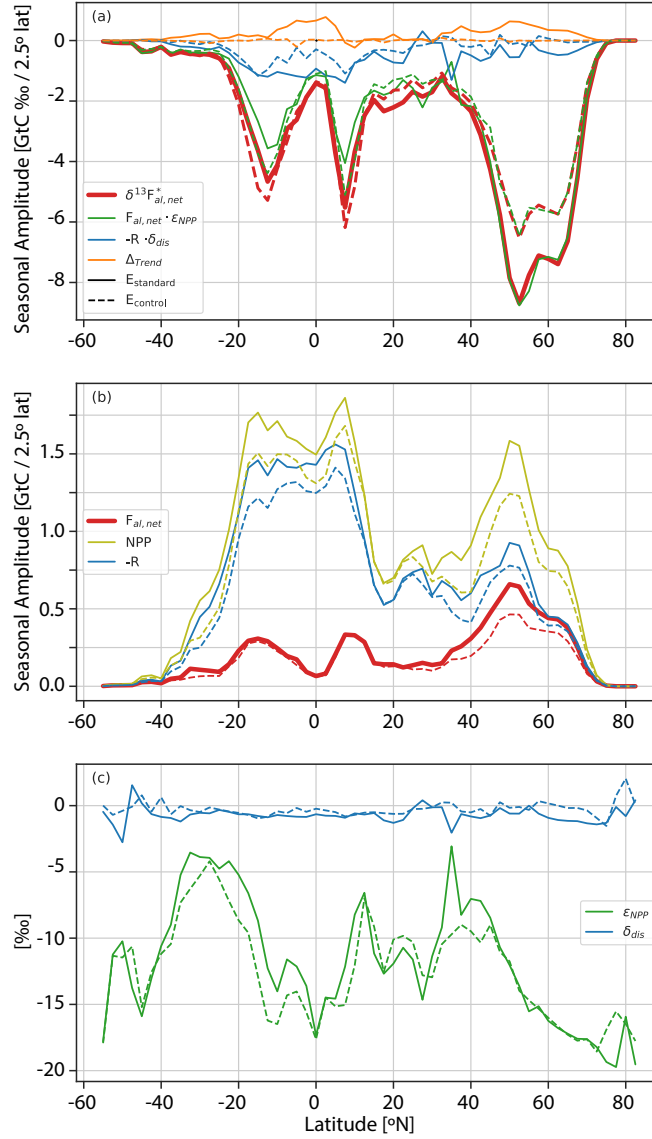 (a)
Seasonal Amplitude [GtC ‰ / 2.5º lat]
0
-2
-4
-6
-8
δ¹³F*al,net
Fal,net · εNPP
-R · δdis
ΔTrend
Estandard
Econtrol
-60 -40 -20 0 20 40 60 80
(b)
Seasonal Amplitude [GtC / 2.5º lat]
1.5
1.0
0.5
0.0
Fal,net
NPP
-R
-60 -40 -20 0 20 40 60 80
(c)
[‰]
0
-5
-10
-15
-20
εNPP
δdis
-60 -40 -20 0 20 40 60 80
Latitude [ºN]